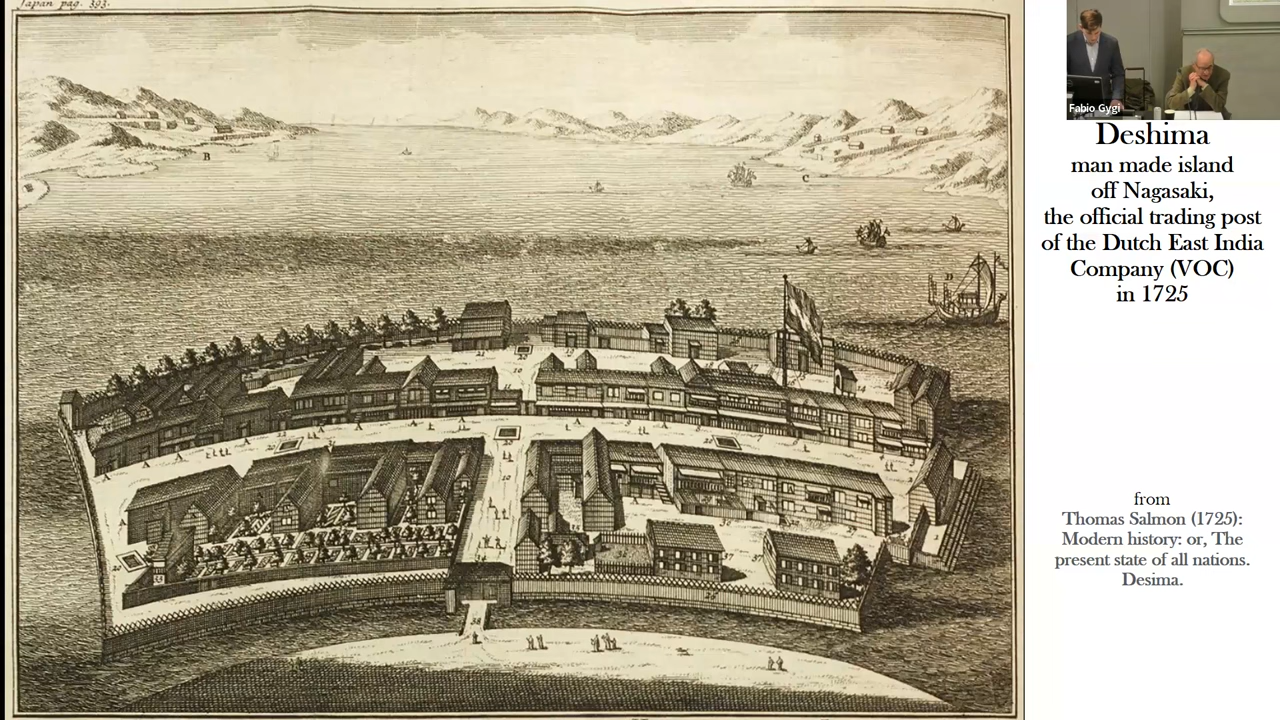 Japan pag. 393.
Fabio Gygi
Deshima
man made island
off Nagasaki,
the official trading post
of the Dutch East India
Company (VOC)
in 1725
from
Thomas Salmon (1725):
Modern history: or, The
present state of all nations.
Desima.
B
C